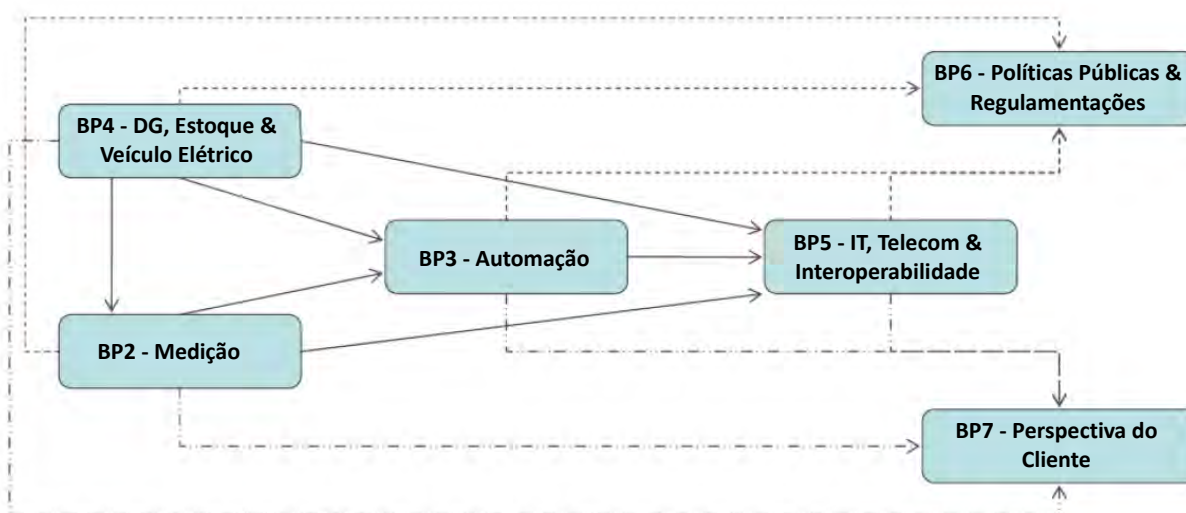 BP6 - Políticas Públicas &
Regulamentações
BP4 - DG, Estoque &
Veículo Elétrico
BP3 - Automação
BP5 - IT, Telecom &
Interoperabilidade
BP2 - Medição
BP7 - Perspectiva do
Cliente